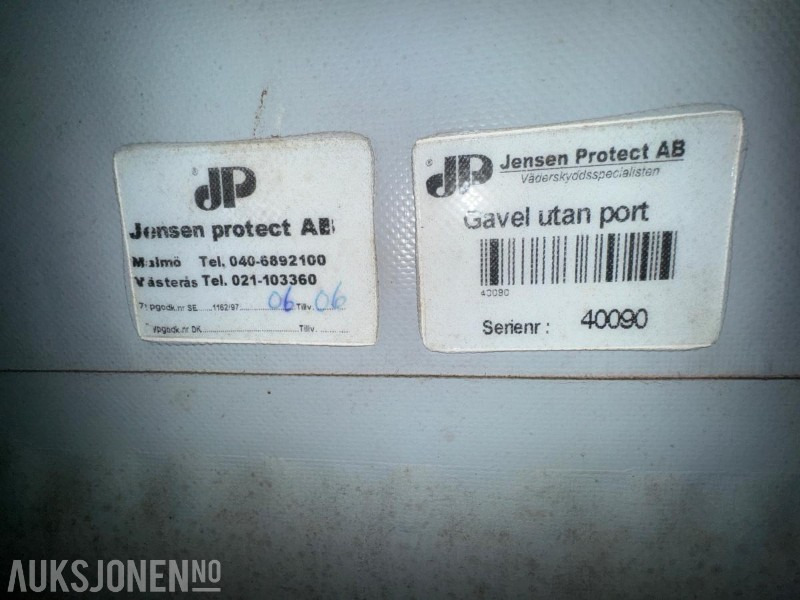 ® JP
Jensen protect AB
Malmö Tel. 040-6892100
Västerås Tel. 021-103360
Typgodk.nr SE......1162/97......06 Tillv. 06
Typgodk.nr DK..............Tillv............
® JP Jensen Protect AB
Väderskyddsspecialisten
Gavel utan port
40090
Serienr : 40090
AUKSJONEN.NO